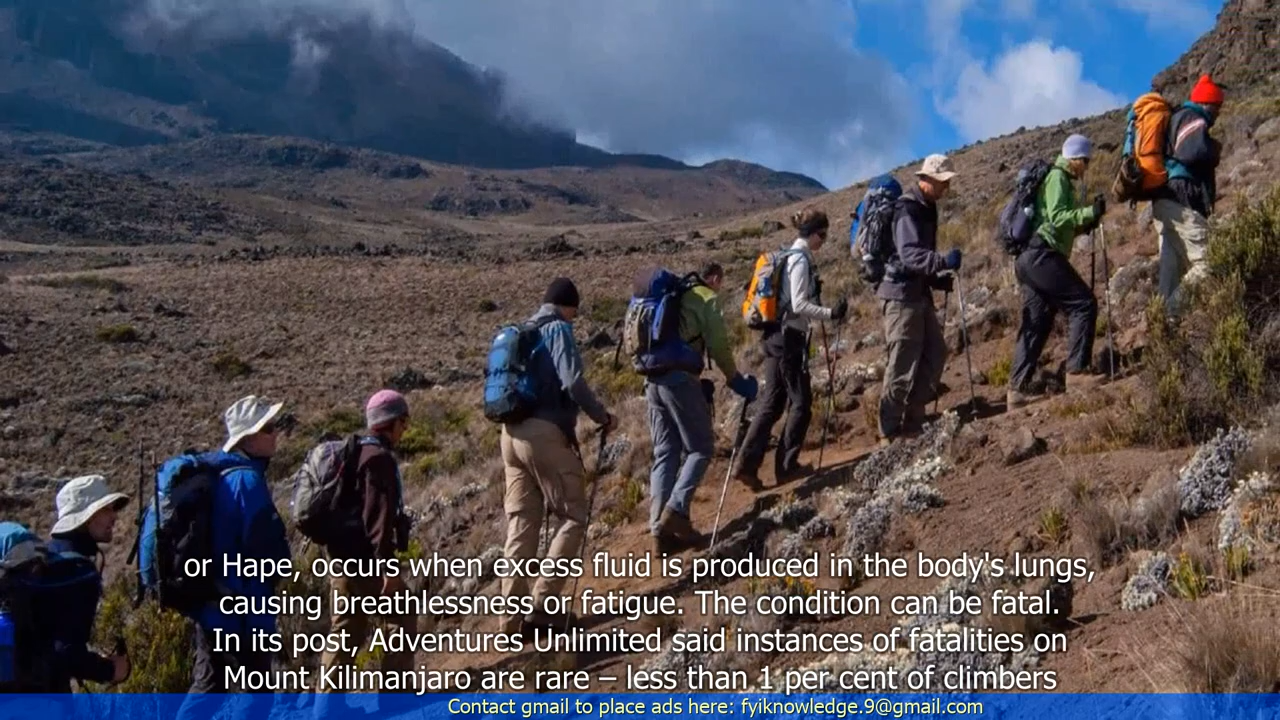 or Hape, occurs when excess fluid is produced in the body's lungs,
causing breathlessness or fatigue. The condition can be fatal.
In its post, Adventures Unlimited said instances of fatalities on
Mount Kilimanjaro are rare – less than 1 per cent of climbers
Contact gmail to place ads here: fyiknowledge.9@gmail.com